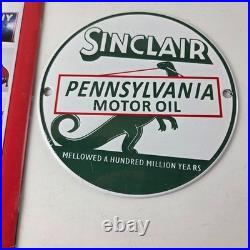 SINCLAIR
PENNSYLVANIA
MOTOR OIL
MELLOWED A HUNDRED MILLION YEARS